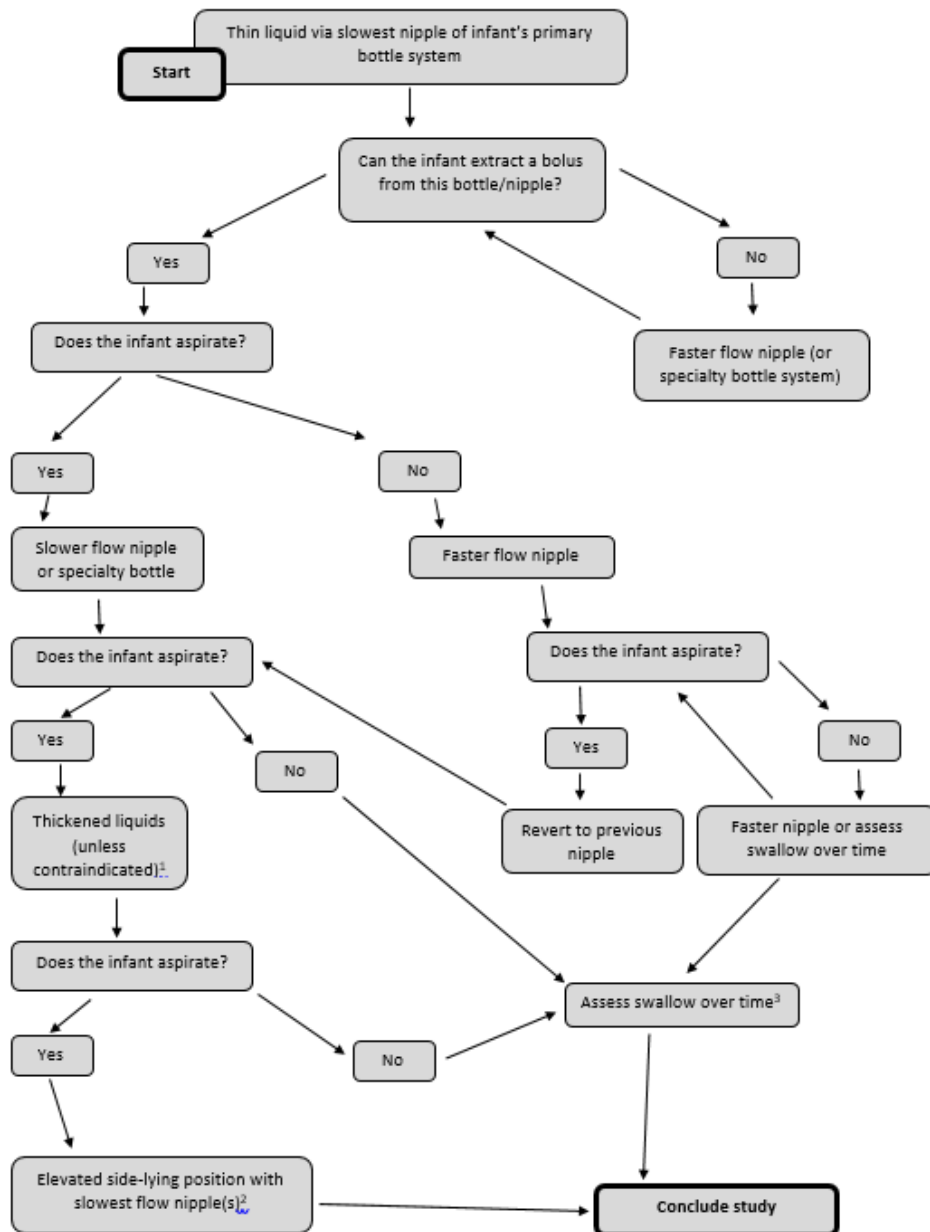 Thin liquid via slowest nipple of infant's primary
bottle system
Start
Can the infant extract a bolus
from this bottle/nipple?
Yes
No
Does the infant aspirate?
Faster flow nipple (or
specialty bottle system)
Yes
No
Slower flow nipple
or specialty bottle
Faster flow nipple
Does the infant aspirate?
Does the infant aspirate?
Yes
No
Yes
No
Thickened liquids
(unless
contraindicated)¹
Revert to previous
nipple
Faster nipple or assess
swallow over time
Does the infant aspirate?
Assess swallow over time³
Yes
No
Elevated side-lying position with
slowest flow nipple(s)²
Conclude study